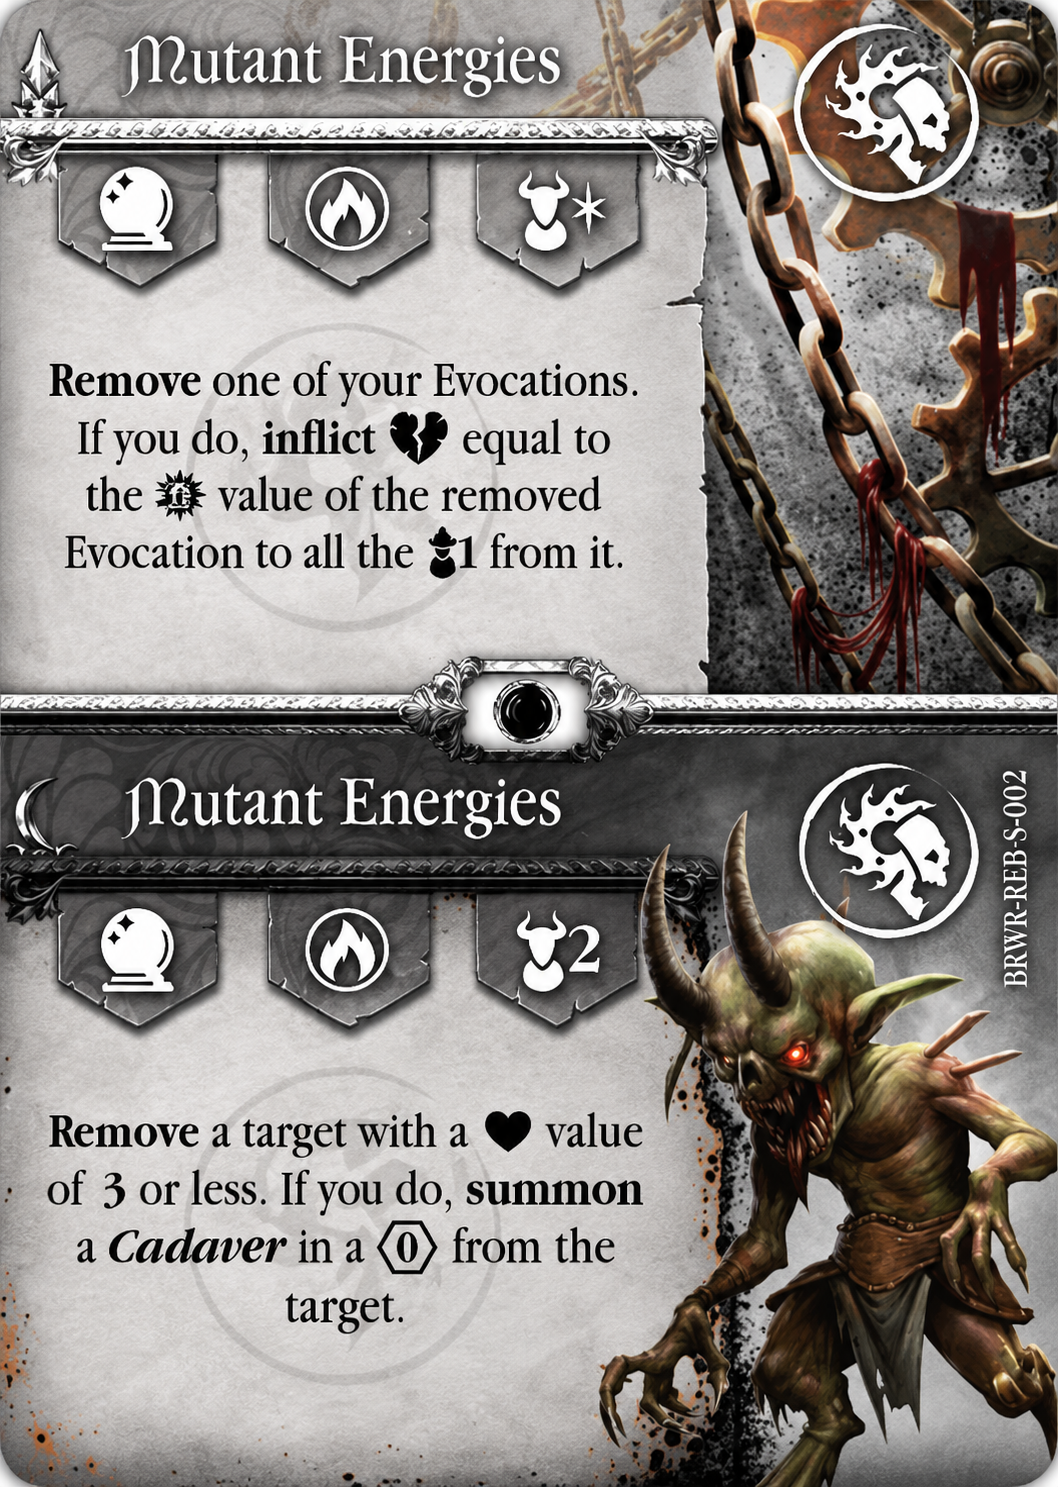 Mutant Energies
Remove one of your Evocations.
If you do, inflict equal to
the value of the removed
Evocation to all the 1 from it.
Mutant Energies
BRWR-REB-S-002
2
Remove a target with a value
of 3 or less. If you do, summon
a Cadaver in a 0 from the
target.